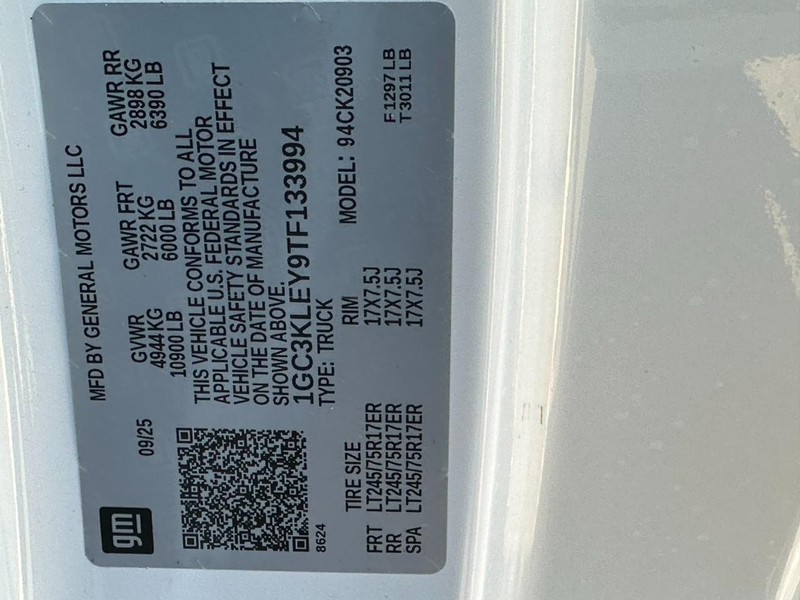 gm
09/25
MFD BY GENERAL MOTORS LLC
GVWR GAWR FRT GAWR RR
4944 KG 2722 KG 2898 KG
10900 LB 6000 LB 6390 LB
THIS VEHICLE CONFORMS TO ALL
APPLICABLE U.S. FEDERAL MOTOR
VEHICLE SAFETY STANDARDS IN EFFECT
ON THE DATE OF MANUFACTURE
SHOWN ABOVE.
1GC3KLEY9TF133994
8624
TYPE: TRUCK MODEL: 94CK20903
TIRE SIZE RIM
FRT LT245/75R17ER 17X7.5J F1297 LB
RR LT245/75R17ER 17X7.5J T3011 LB
SPA LT245/75R17ER 17X7.5J